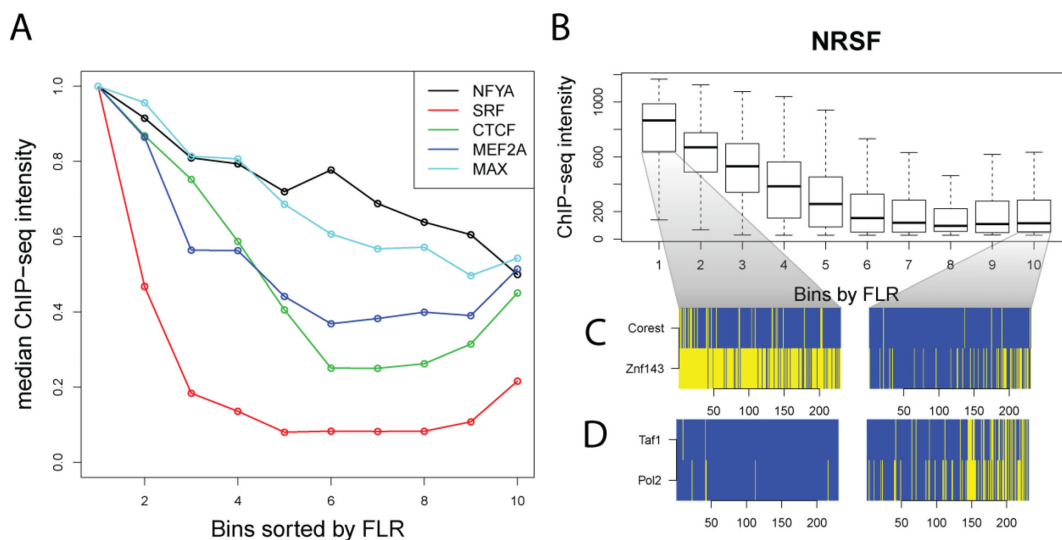 A
median ChIP-seq intensity
1.0
0.8
0.6
0.4
0.2
0.0
NFYA
SRF
CTCF
MEF2A
MAX
2
4
6
8
10
Bins sorted by FLR
B
NRSF
ChIP-seq intensity
1000
600
200
0
1
2
3
4
5
6
7
8
9
10
Bins by FLR
C
Corest
Znf143
50
100
150
200
50
100
150
200
D
Taf1
Pol2
50
100
150
200
50
100
150
200